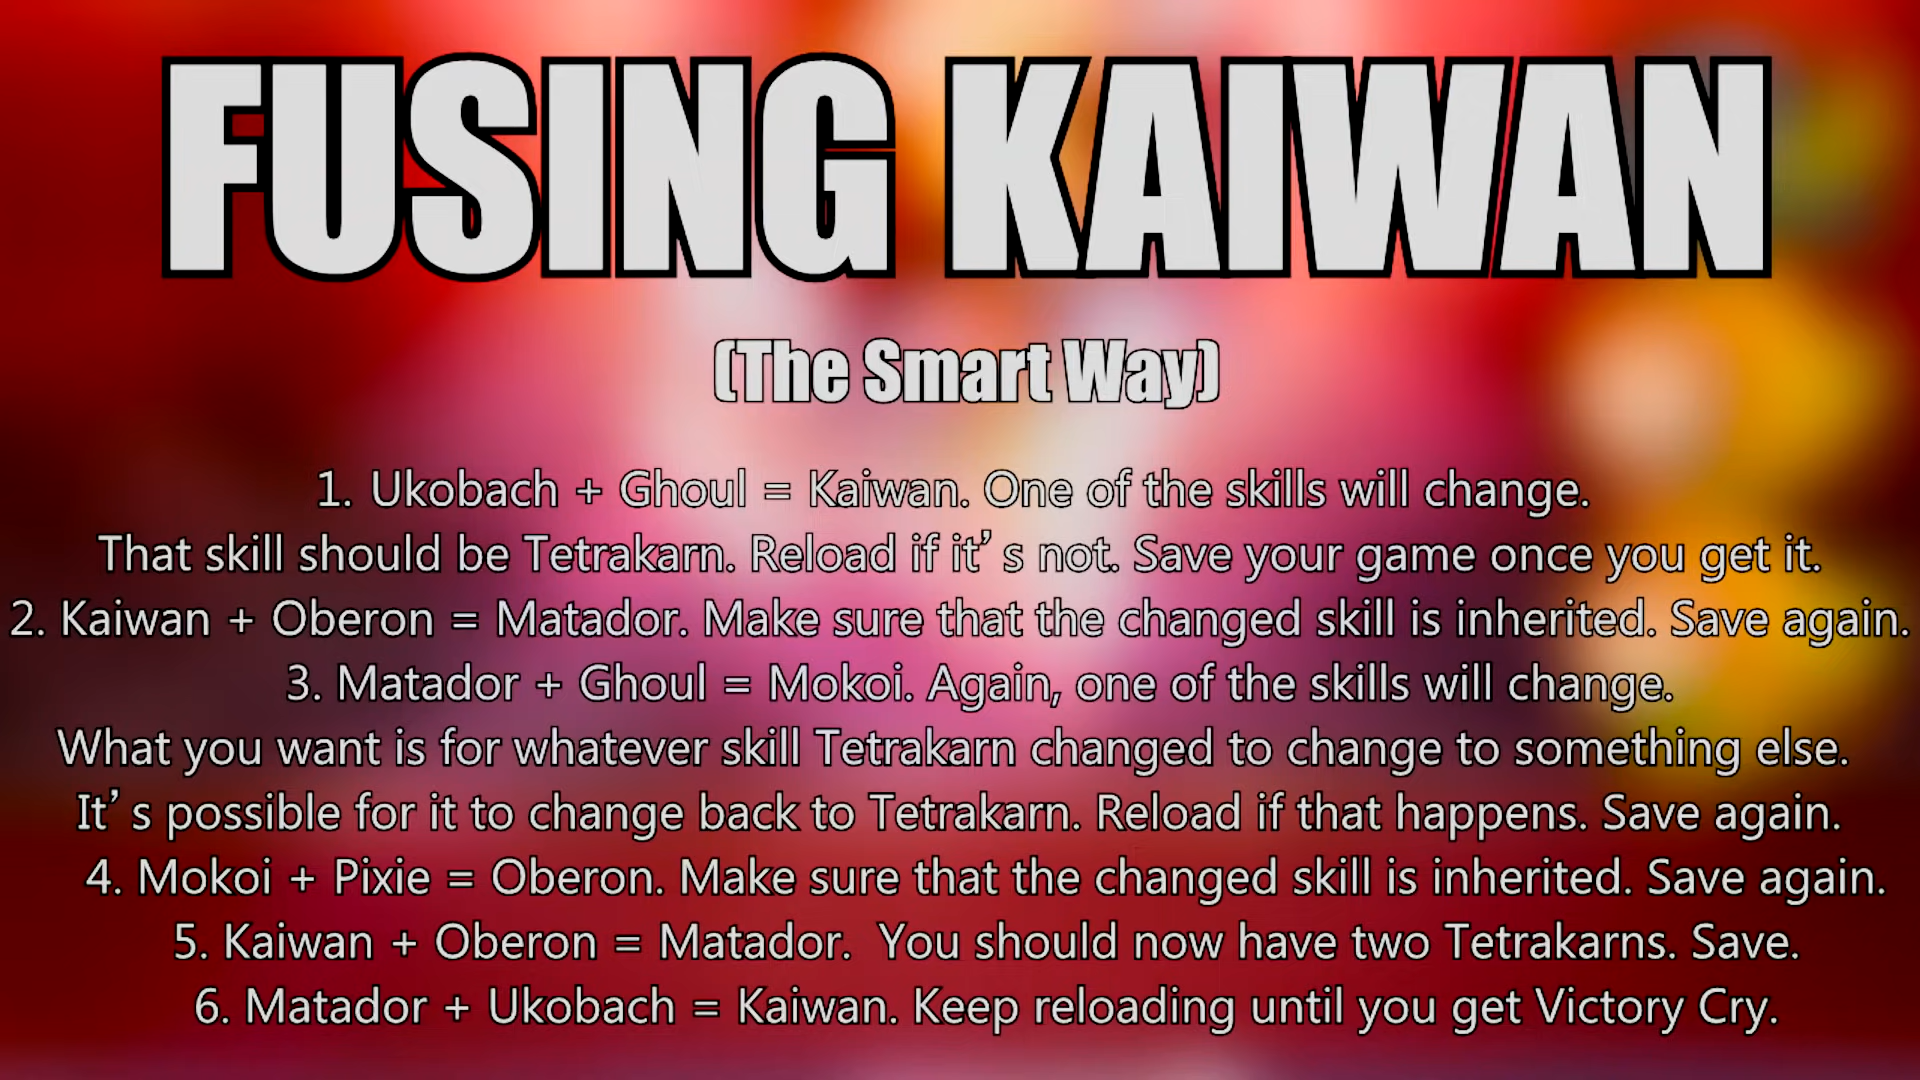 FUSING KAIWAN
(The Smart Way)
1. Ukobach + Ghoul = Kaiwan. One of the skills will change.
That skill should be Tetrakarn. Reload if it’s not. Save your game once you get it.
2. Kaiwan + Oberon = Matador. Make sure that the changed skill is inherited. Save again.
3. Matador + Ghoul = Mokoi. Again, one of the skills will change.
What you want is for whatever skill Tetrakarn changed to change to something else.
It’s possible for it to change back to Tetrakarn. Reload if that happens. Save again.
4. Mokoi + Pixie = Oberon. Make sure that the changed skill is inherited. Save again.
5. Kaiwan + Oberon = Matador.  You should now have two Tetrakarns. Save.
6. Matador + Ukobach = Kaiwan. Keep reloading until you get Victory Cry.